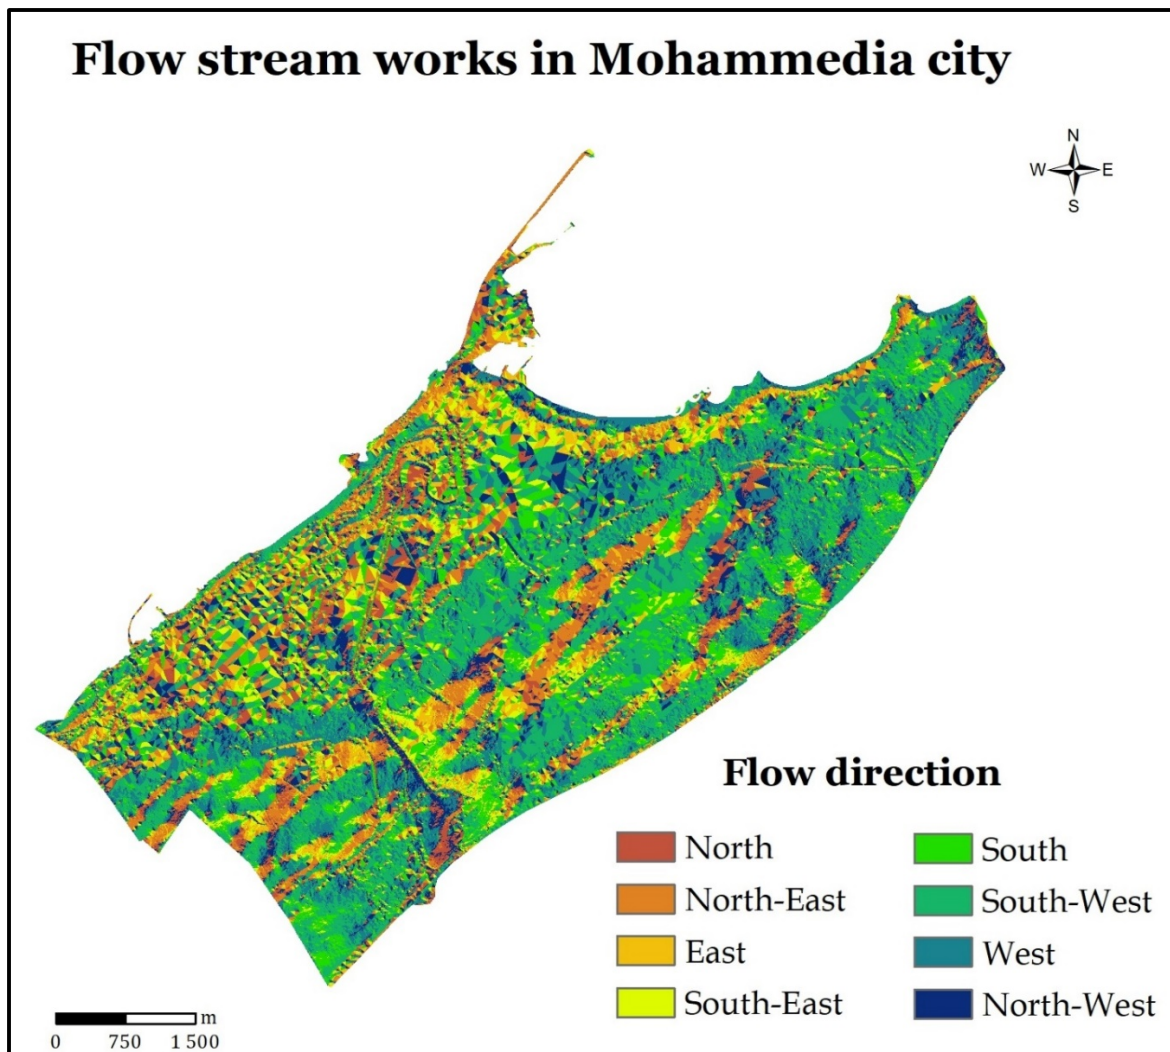 Flow stream works in Mohammedia city
N
W E
S
Flow direction
North
North-East
East
South-East
South
South-West
West
North-West
m
0 750 1 500